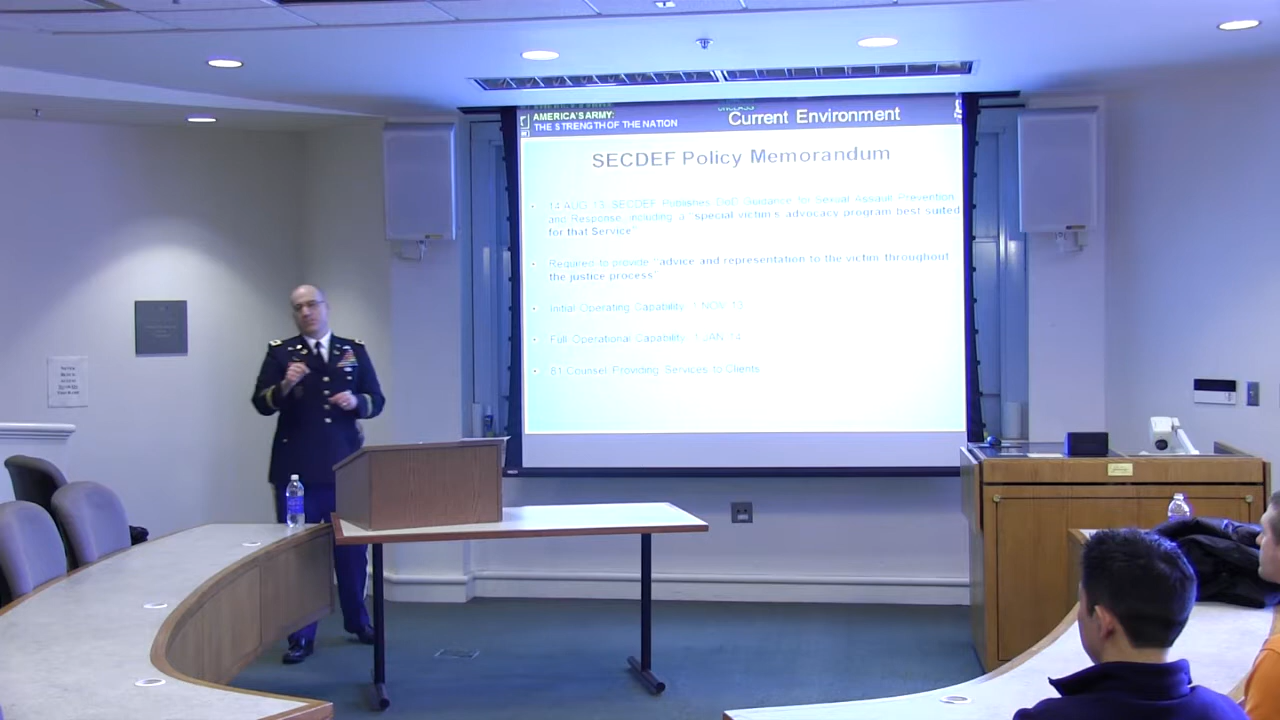 UNCLASS
AMERICA'S ARMY:
THE STRENGTH OF THE NATION
Current Environment
SECDEF Policy Memorandum
• 14 AUG 13, SECDEF Publishes DoD Guidance for Sexual Assault Prevention
and Response, including a "special victim's advocacy program best suited
for that Service"
• Required to provide "advice and representation to the victim throughout
the justice process"
• Initial Operating Capability: 1 NOV 13
• Full Operational Capability: 1 JAN 14
• 81 Counsel Providing Services to Clients